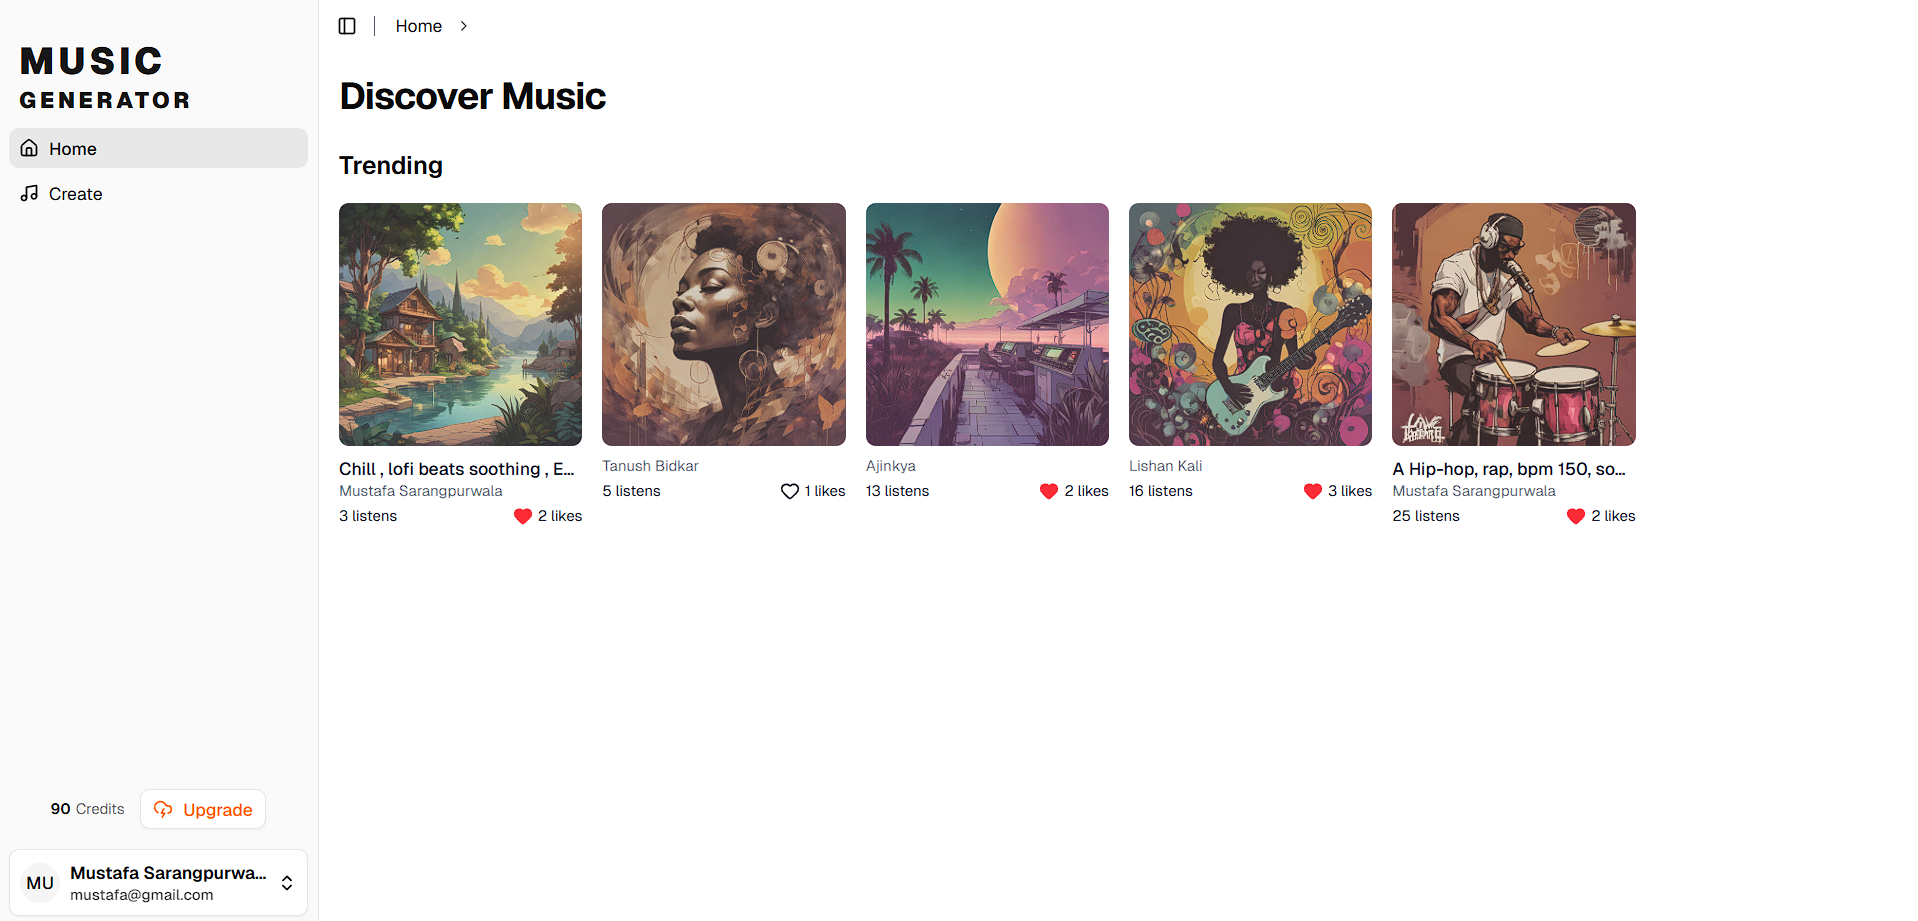 MUSIC
GENERATOR
Home
Create
90 Credits
Upgrade
MU
Mustafa Sarangpurwa...
mustafa@gmail.com
Home
Discover Music
Trending
Chill , lofi beats soothing , E...
Mustafa Sarangpurwala
3 listens
2 likes
Tanush Bidkar
5 listens
1 likes
Ajinkya
13 listens
2 likes
Lishan Kali
16 listens
3 likes
A Hip-hop, rap, bpm 150, so...
Mustafa Sarangpurwala
25 listens
2 likes